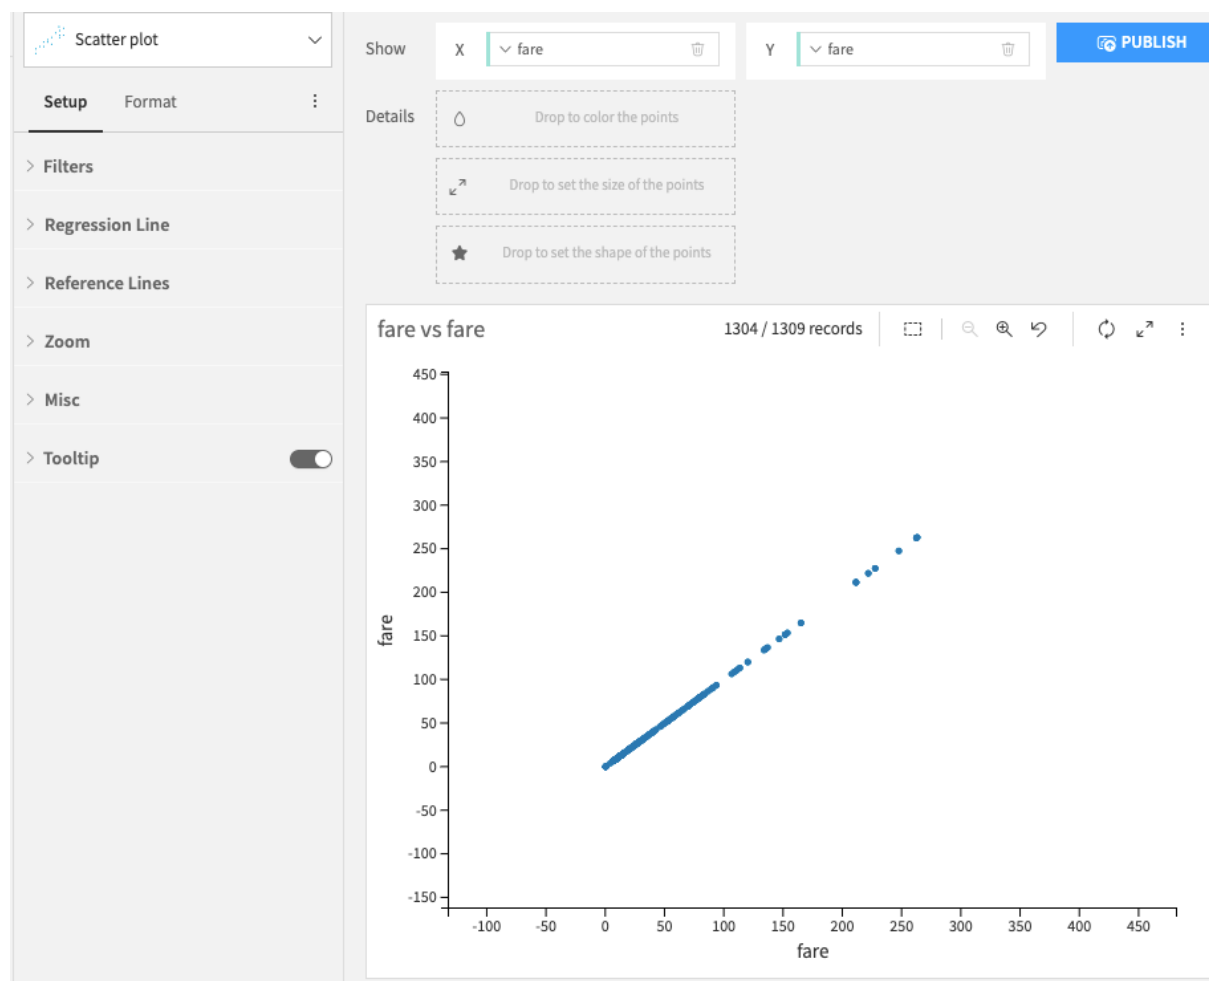 Scatter plot
Setup Format
Filters
Regression Line
Reference Lines
Zoom
Misc
Tooltip
Show X fare Y fare PUBLISH
Details Drop to color the points
Drop to set the size of the points
Drop to set the shape of the points
fare vs fare 1304 / 1309 records
450
400
350
300
250
200
150
100
50
0
-50
-100
-150
fare
-100 -50 0 50 100 150 200 250 300 350 400 450
fare